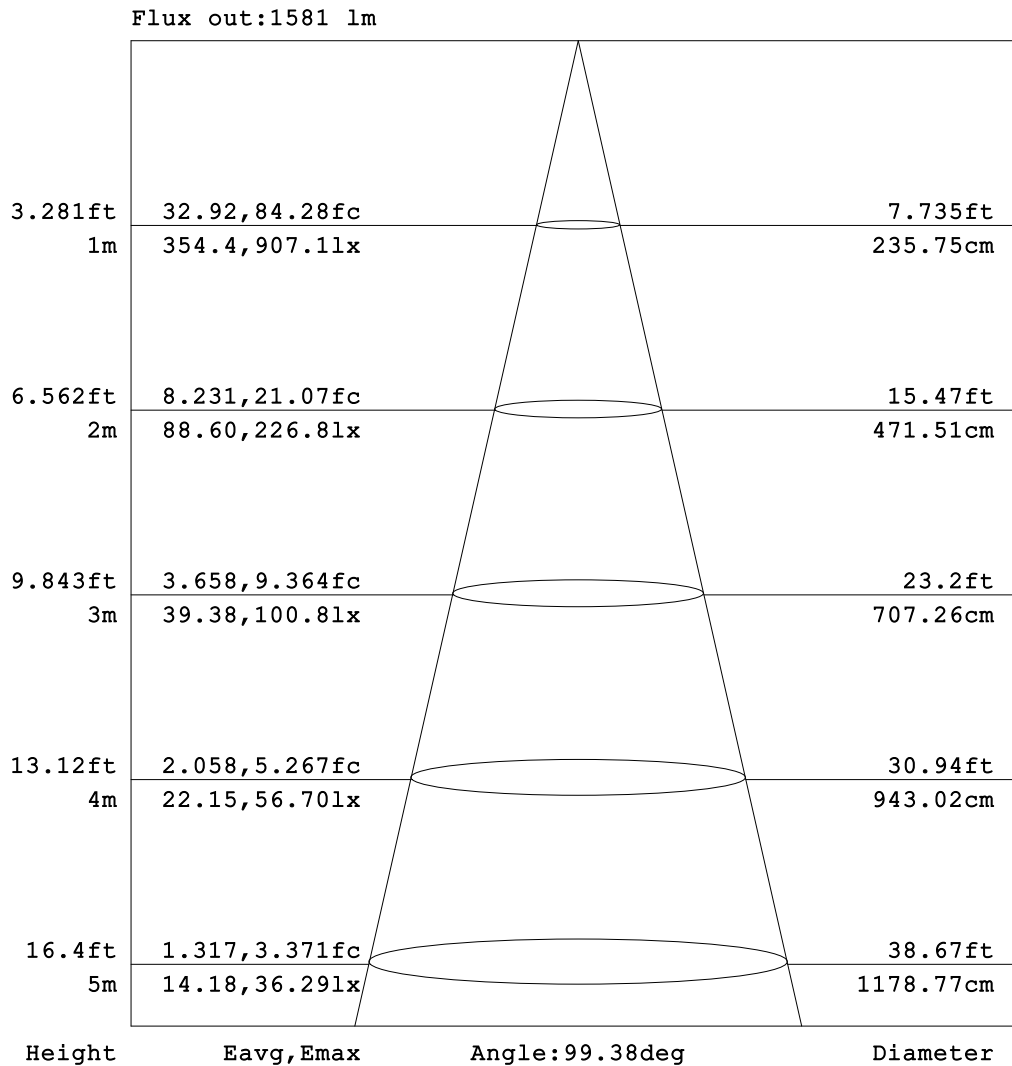 Flux out:1581 lm
3.281ft 32.92,84.28fc 7.735ft
1m 354.4,907.1lx 235.75cm
6.562ft 8.231,21.07fc 15.47ft
2m 88.60,226.8lx 471.51cm
9.843ft 3.658,9.364fc 23.2ft
3m 39.38,100.8lx 707.26cm
13.12ft 2.058,5.267fc 30.94ft
4m 22.15,56.70lx 943.02cm
16.4ft 1.317,3.371fc 38.67ft
5m 14.18,36.29lx 1178.77cm
Height Eavg,Emax Angle:99.38deg Diameter